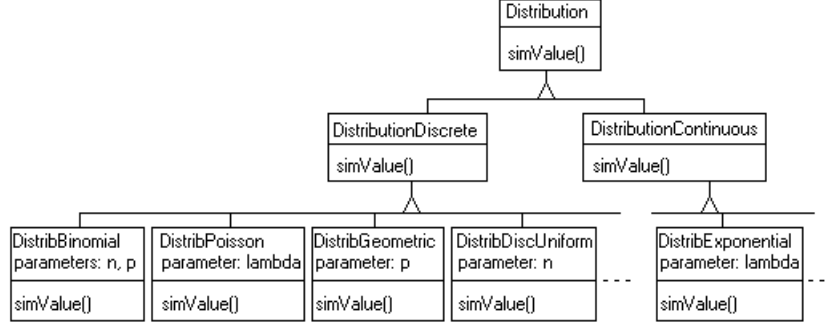 Distribution
simValue()
DistributionDiscrete
simValue()
DistributionContinuous
simValue()
DistribBinomial
parameters: n, p
simValue()
DistribPoisson
parameter: lambda
simValue()
DistribGeometric
parameter: p
simValue()
DistribDiscUniform
parameter: n
simValue()
DistribExponential
parameter: lambda
simValue()